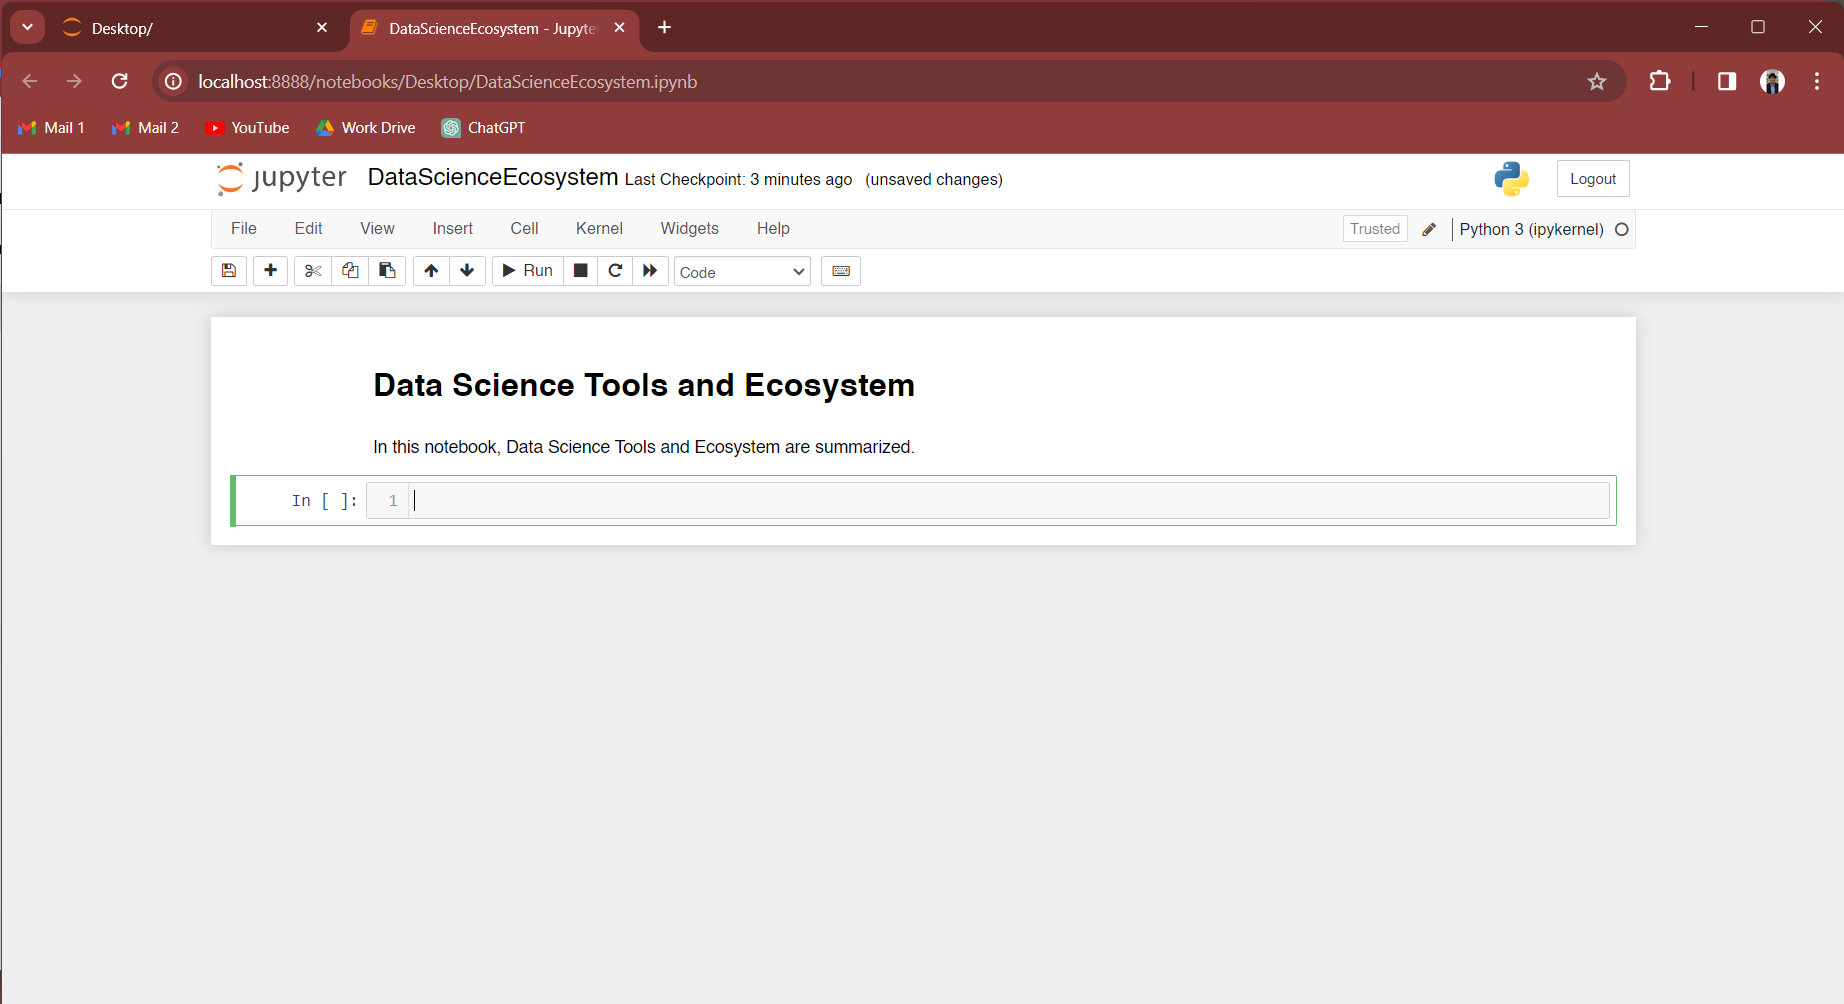 Desktop/
DataScienceEcosystem - Jupyte
localhost:8888/notebooks/Desktop/DataScienceEcosystem.ipynb
Mail 1 Mail 2 YouTube Work Drive ChatGPT
jupyter DataScienceEcosystem Last Checkpoint: 3 minutes ago (unsaved changes) Logout
File Edit View Insert Cell Kernel Widgets Help Trusted Python 3 (ipykernel)
Run Code
Data Science Tools and Ecosystem
In this notebook, Data Science Tools and Ecosystem are summarized.
In [ ]: 1